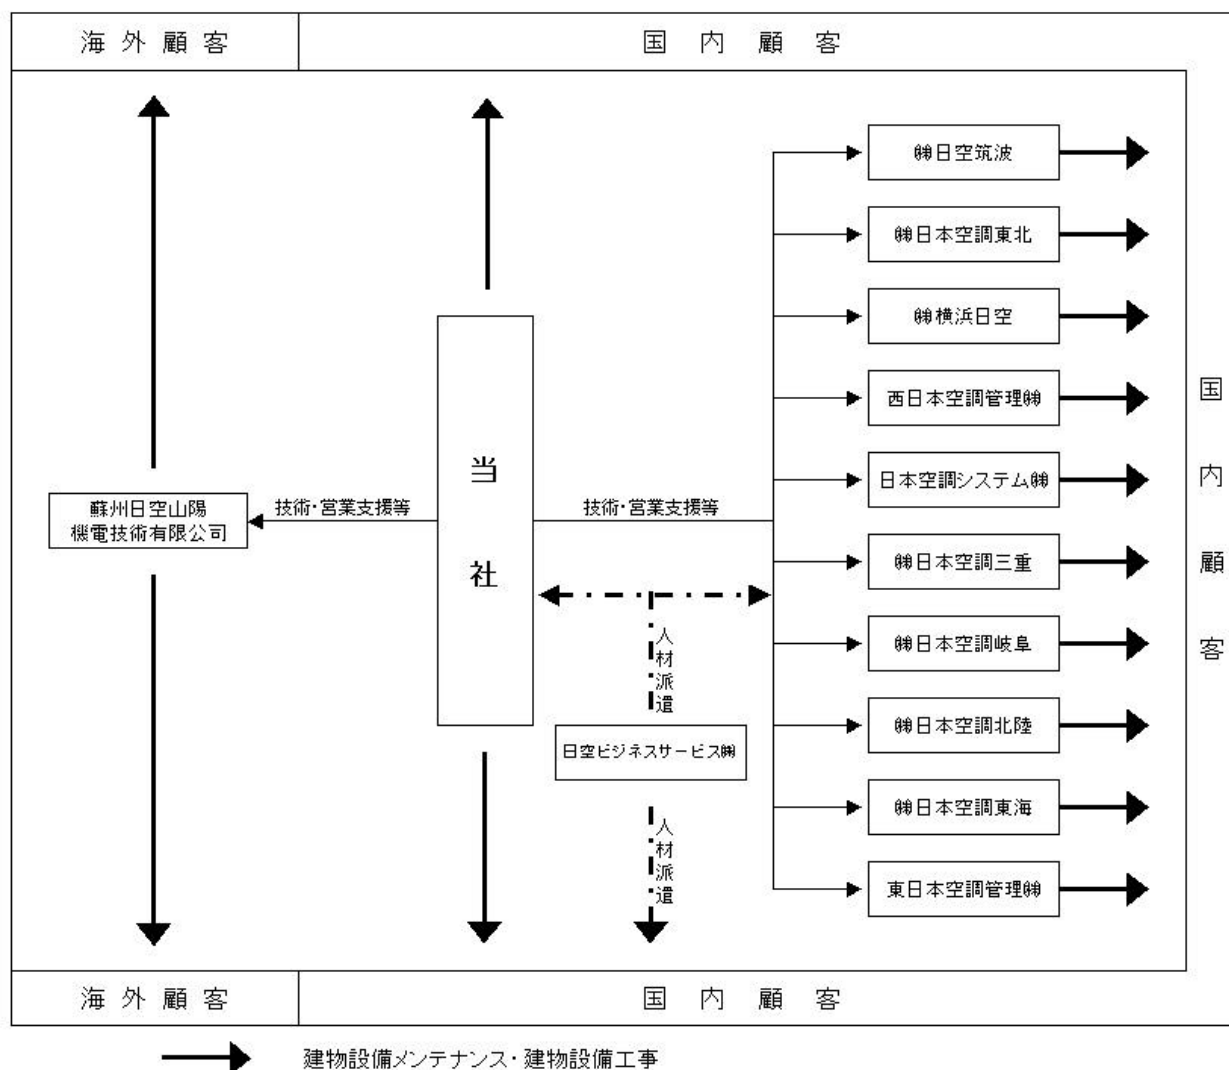 海外顧客
国内顧客
㈱日空筑波
㈱日本空調東北
㈱横浜日空
西日本空調管理㈱
日本空調システム㈱
㈱日本空調三重
㈱日本空調岐阜
㈱日本空調北陸
㈱日本空調東海
東日本空調管理㈱
国内顧客
当社
蘇州日空山陽
機電技術有限公司
技術・営業支援等
技術・営業支援等
人材派遣
日空ビジネスサービス㈱
人材派遣
海外顧客
国内顧客
建物設備メンテナンス・建物設備工事